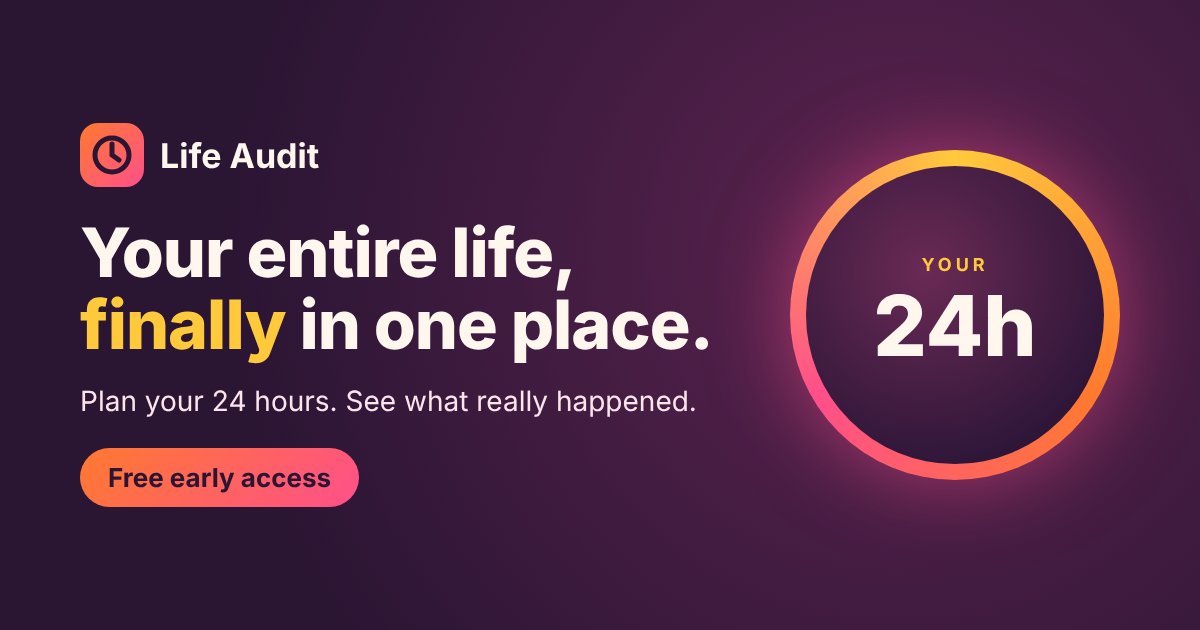 Life Audit
Your entire life,
finally in one place.
Plan your 24 hours. See what really happened.
Free early access
YOUR
24h